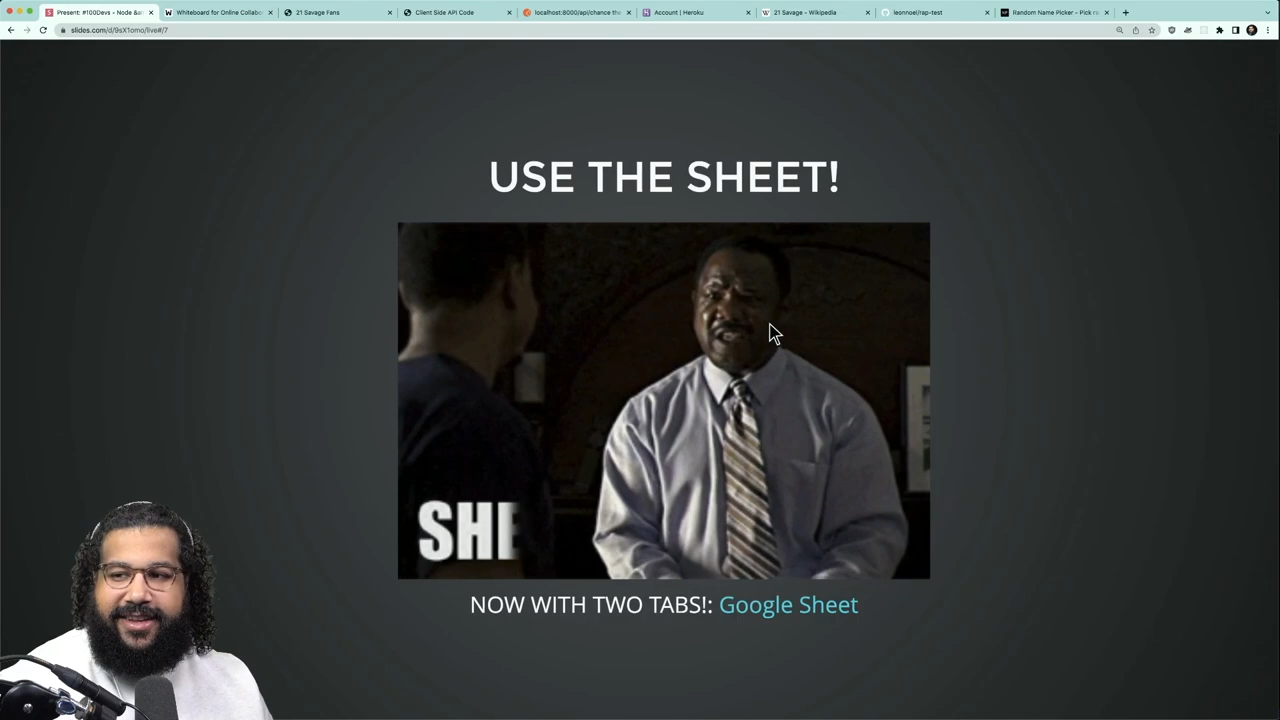 Present: #100Devs - Node &a
Whiteboard for Online Collabo
21 Savage Fans
Client Side API Code
localhost:8000/api/chance the
Account | Heroku
21 Savage - Wikipedia
leonnoel/rap-test
Random Name Picker - Pick r
slides.com/d/9sX1omo/live#/7
USE THE SHEET!
SHE
NOW WITH TWO TABS!: Google Sheet